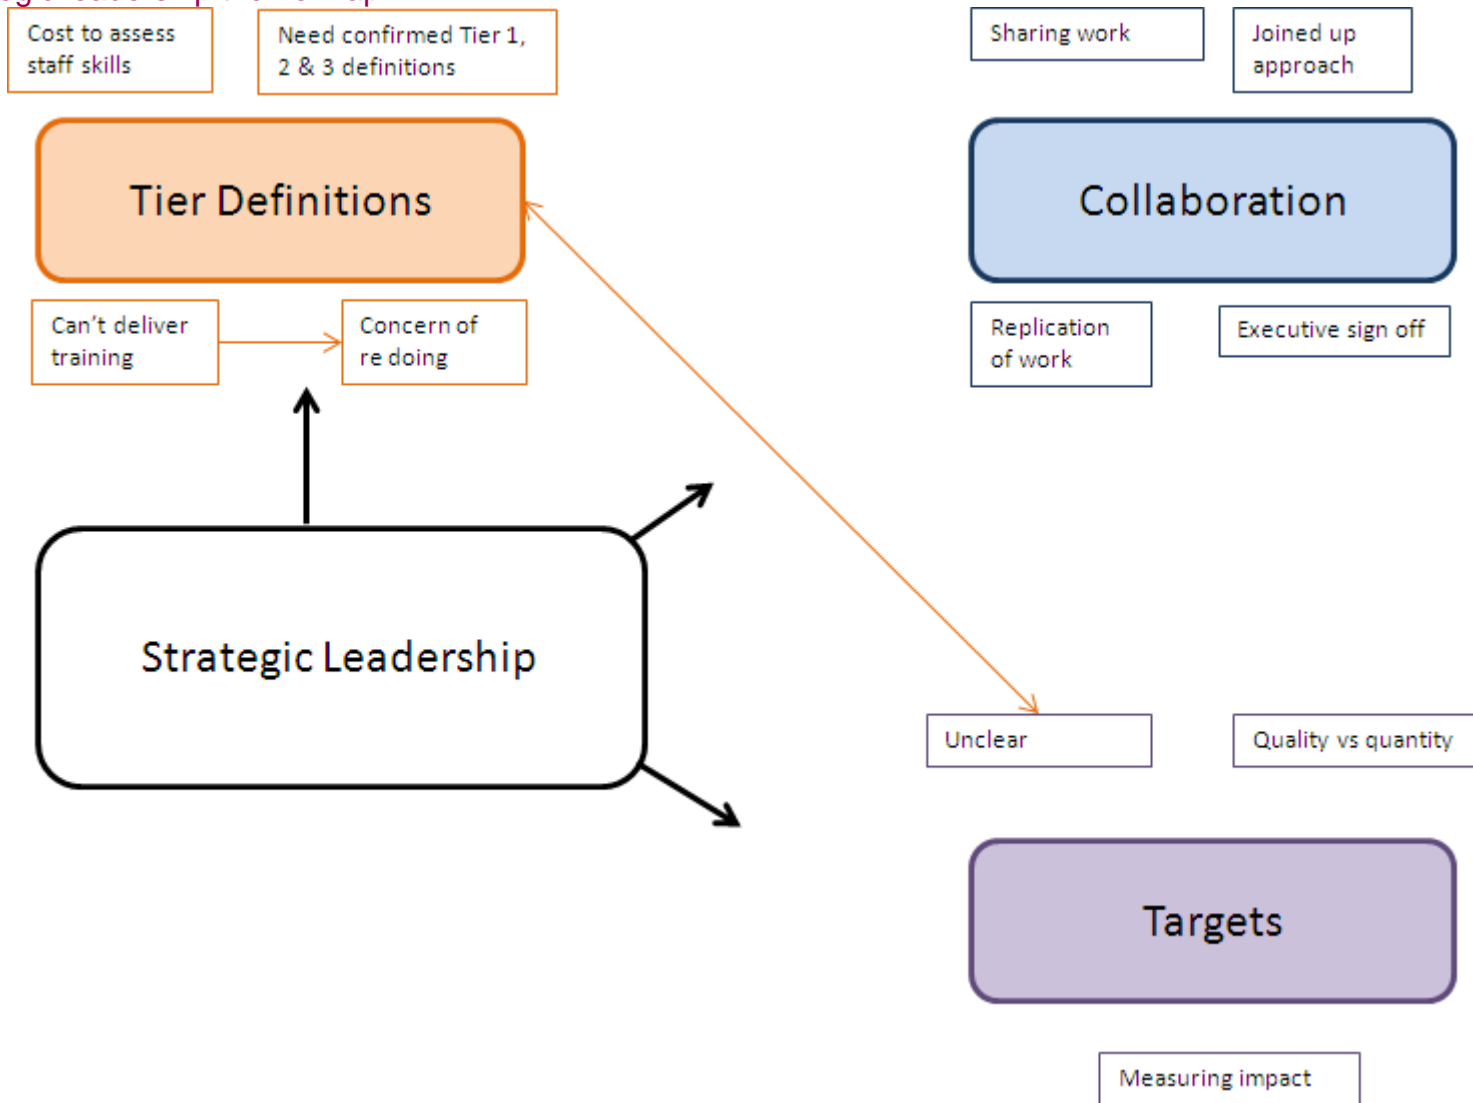 Cost to assess
staff skills
Need confirmed Tier 1,
2 & 3 definitions
Sharing work
Joined up
approach
Tier Definitions
Collaboration
Can't deliver
training
Concern of
re doing
Replication
of work
Executive sign off
Strategic Leadership
Unclear
Quality vs quantity
Targets
Measuring impact